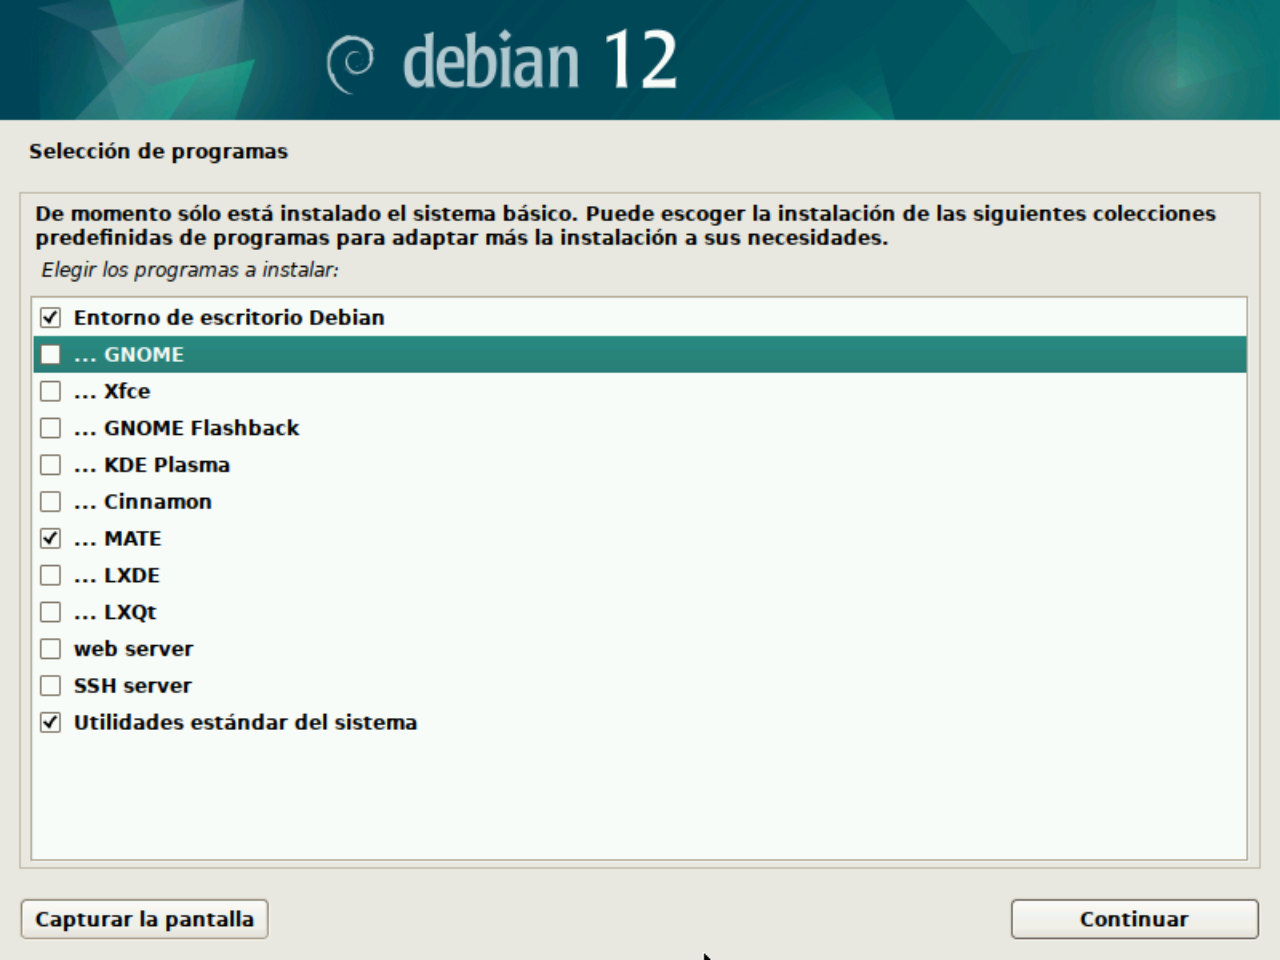 debian 12
Selección de programas
De momento sólo está instalado el sistema básico. Puede escoger la instalación de las siguientes colecciones
predefinidas de programas para adaptar más la instalación a sus necesidades.
Elegir los programas a instalar:
Entorno de escritorio Debian
... GNOME
... Xfce
... GNOME Flashback
... KDE Plasma
... Cinnamon
... MATE
... LXDE
... LXQt
web server
SSH server
Utilidades estándar del sistema
Capturar la pantalla
Continuar